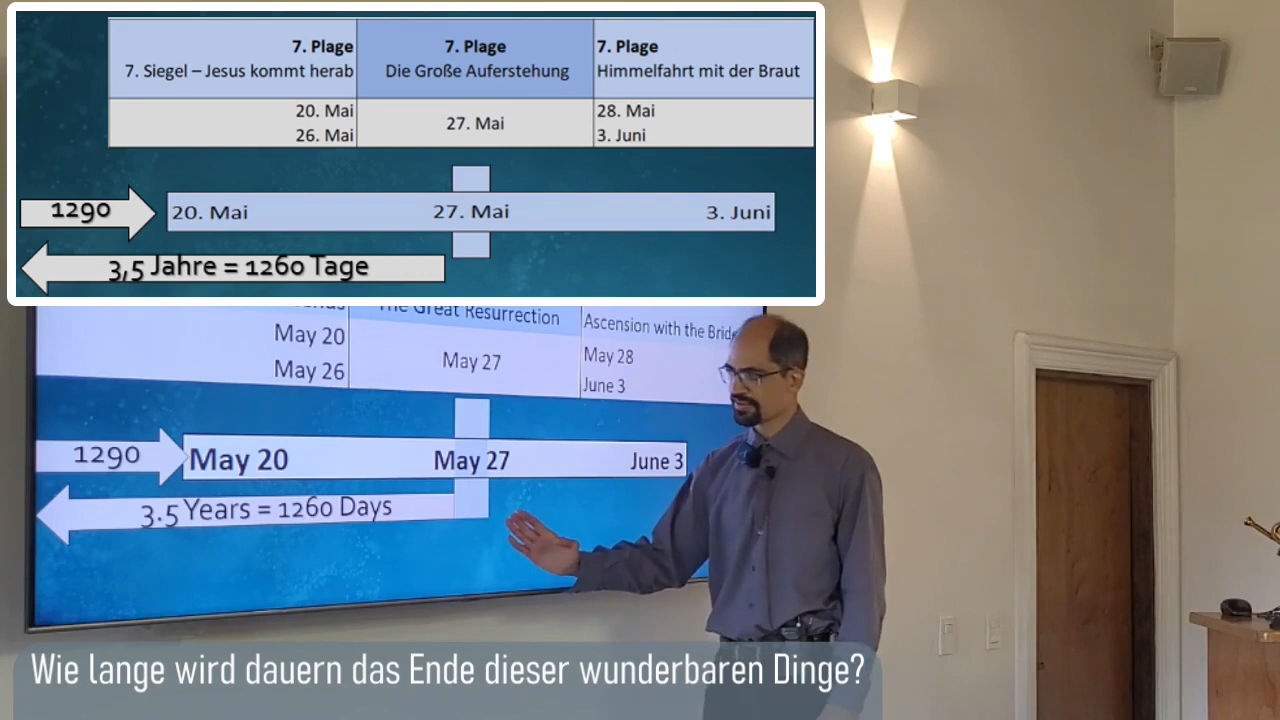 7. Plage
7. Siegel – Jesus kommt herab
7. Plage
Die Große Auferstehung
7. Plage
Himmelfahrt mit der Braut
20. Mai
26. Mai
27. Mai
28. Mai
3. Juni
1290
20. Mai
27. Mai
3. Juni
3,5 Jahre = 1260 Tage
The Great Resurrection
Ascension with the Bride
May 20
May 26
May 27
May 28
June 3
1290
May 20
May 27
June 3
3.5 Years = 1260 Days
Wie lange wird dauern das Ende dieser wunderbaren Dinge?